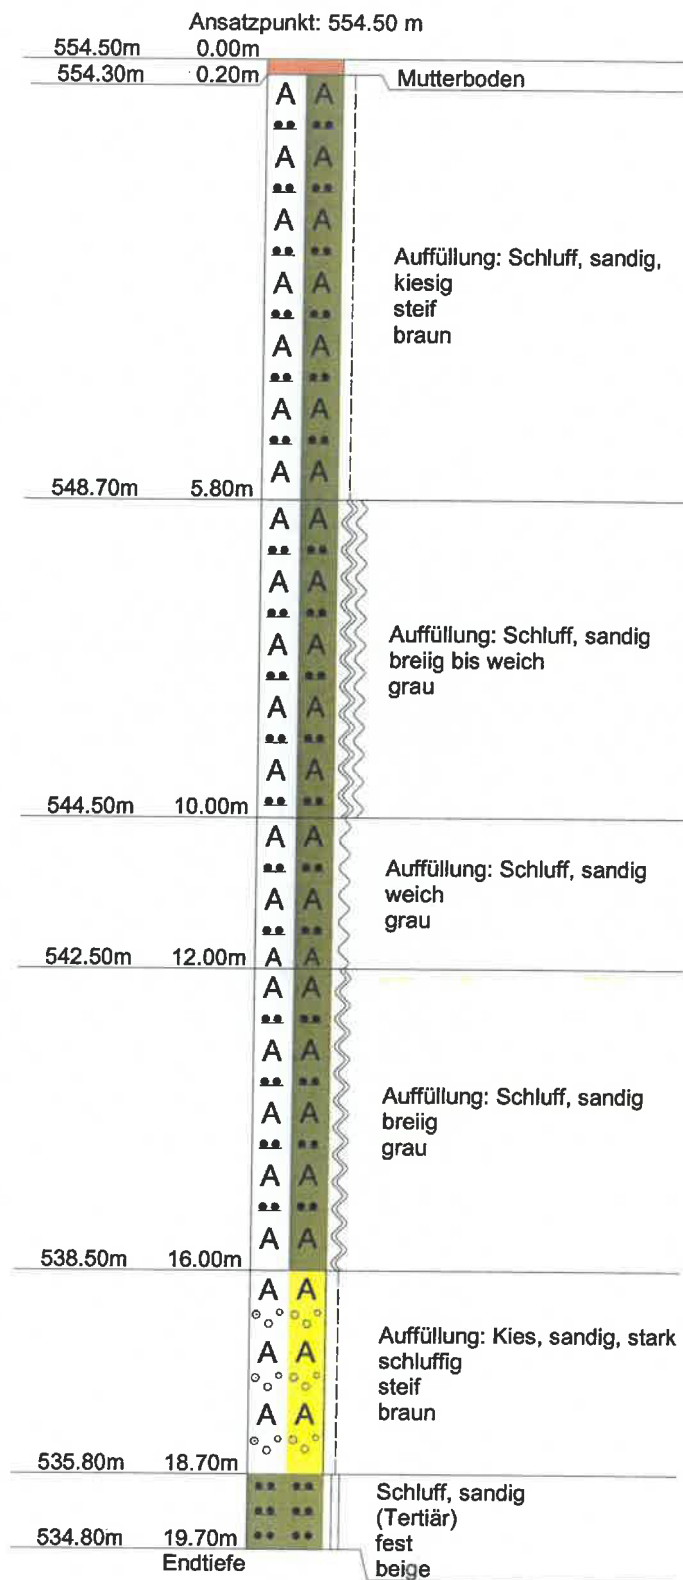 Ansatzpunkt: 554.50 m
554.50m 0.00m
554.30m 0.20m Mutterboden
A A
A A
A A
A A
A A
A A
A A
Auffüllung: Schluff, sandig,
kiesig
steif
braun
548.70m 5.80m
A A
A A
A A
A A
A A
Auffüllung: Schluff, sandig
breiig bis weich
grau
544.50m 10.00m
A A
A A
A A
Auffüllung: Schluff, sandig
weich
grau
542.50m 12.00m
A A
A A
A A
A A
A A
Auffüllung: Schluff, sandig
breiig
grau
538.50m 16.00m
A A
A A
A A
Auffüllung: Kies, sandig, stark
schluffig
steif
braun
535.80m 18.70m
Schluff, sandig
(Tertiär)
fest
beige
534.80m 19.70m
Endtiefe